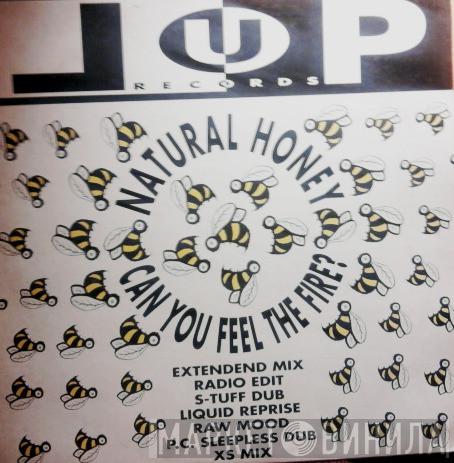 LUP
RECORDS
NATURAL HONEY
CAN YOU FEEL THE FIRE?
EXTENDEND MIX
RADIO EDIT
S-TUFF DUB
LIQUID REPRISE
RAW MOOD
P.C. SLEEPLESS DUB
XS MIX